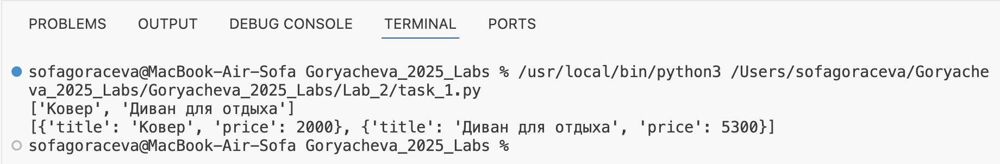 PROBLEMS OUTPUT DEBUG CONSOLE TERMINAL PORTS
sofagoraceva@MacBook-Air-Sofa Goryacheva_2025_Labs % /usr/local/bin/python3 /Users/sofagoraceva/Goryache
va_2025_Labs/Goryacheva_2025_Labs/Lab_2/task_1.py
['Ковер', 'Диван для отдыха']
[{'title': 'Ковер', 'price': 2000}, {'title': 'Диван для отдыха', 'price': 5300}]
sofagoraceva@MacBook-Air-Sofa Goryacheva_2025_Labs %